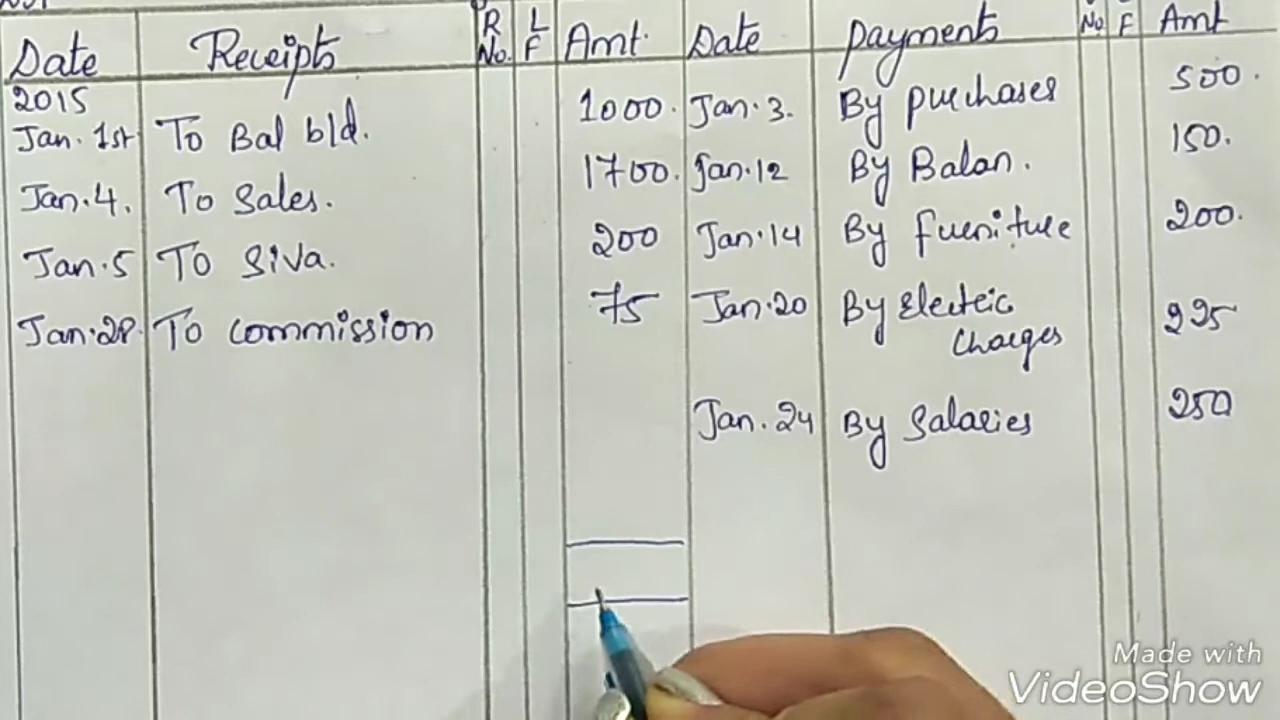 Date Receipts R No. L F Amt. Date Payments No F Amt
2015
Jan. 1st To Bal b/d. 1000. Jan. 3. By purchases 500.
Jan. 4. To Sales. 1700. Jan. 12 By Balan. 150.
Jan. 5 To Siva. 200 Jan. 14 By Furniture 200.
Jan. 28. To commission 75 Jan. 20 By Electric 225
Charges
Jan. 24 By Salaries 250
Made with
VideoShow